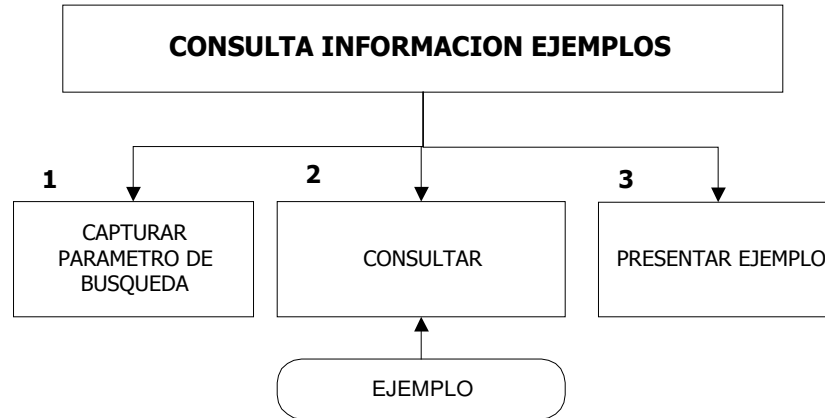 CONSULTA INFORMACION EJEMPLOS
1
2
3
CAPTURAR
PARAMETRO DE
BUSQUEDA
CONSULTAR
PRESENTAR EJEMPLO
EJEMPLO